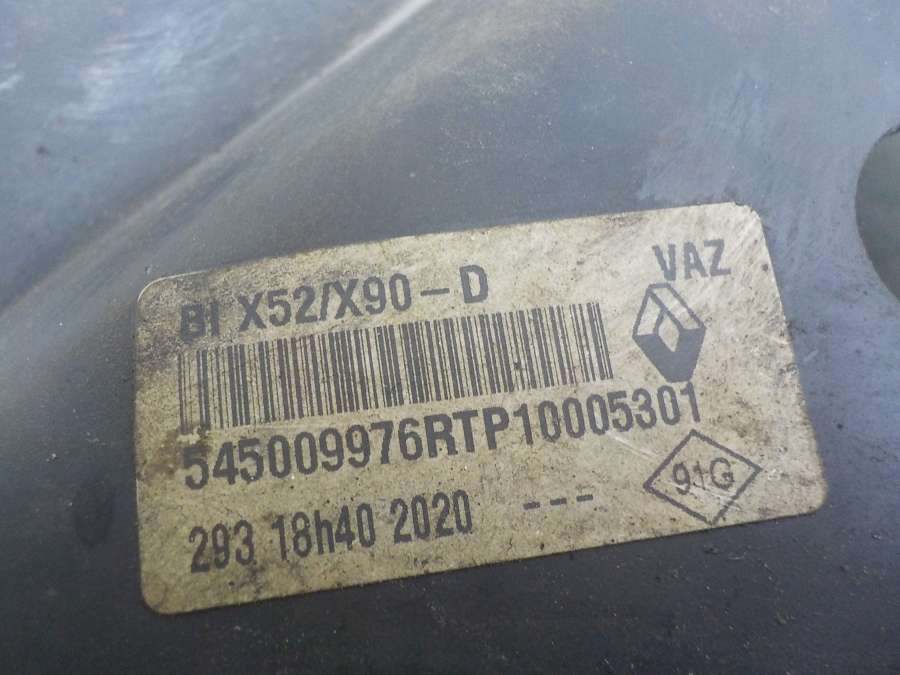 VAZ
BI X52/X90-D
545009976RTP10005301
91G
293 18h40 2020 ---